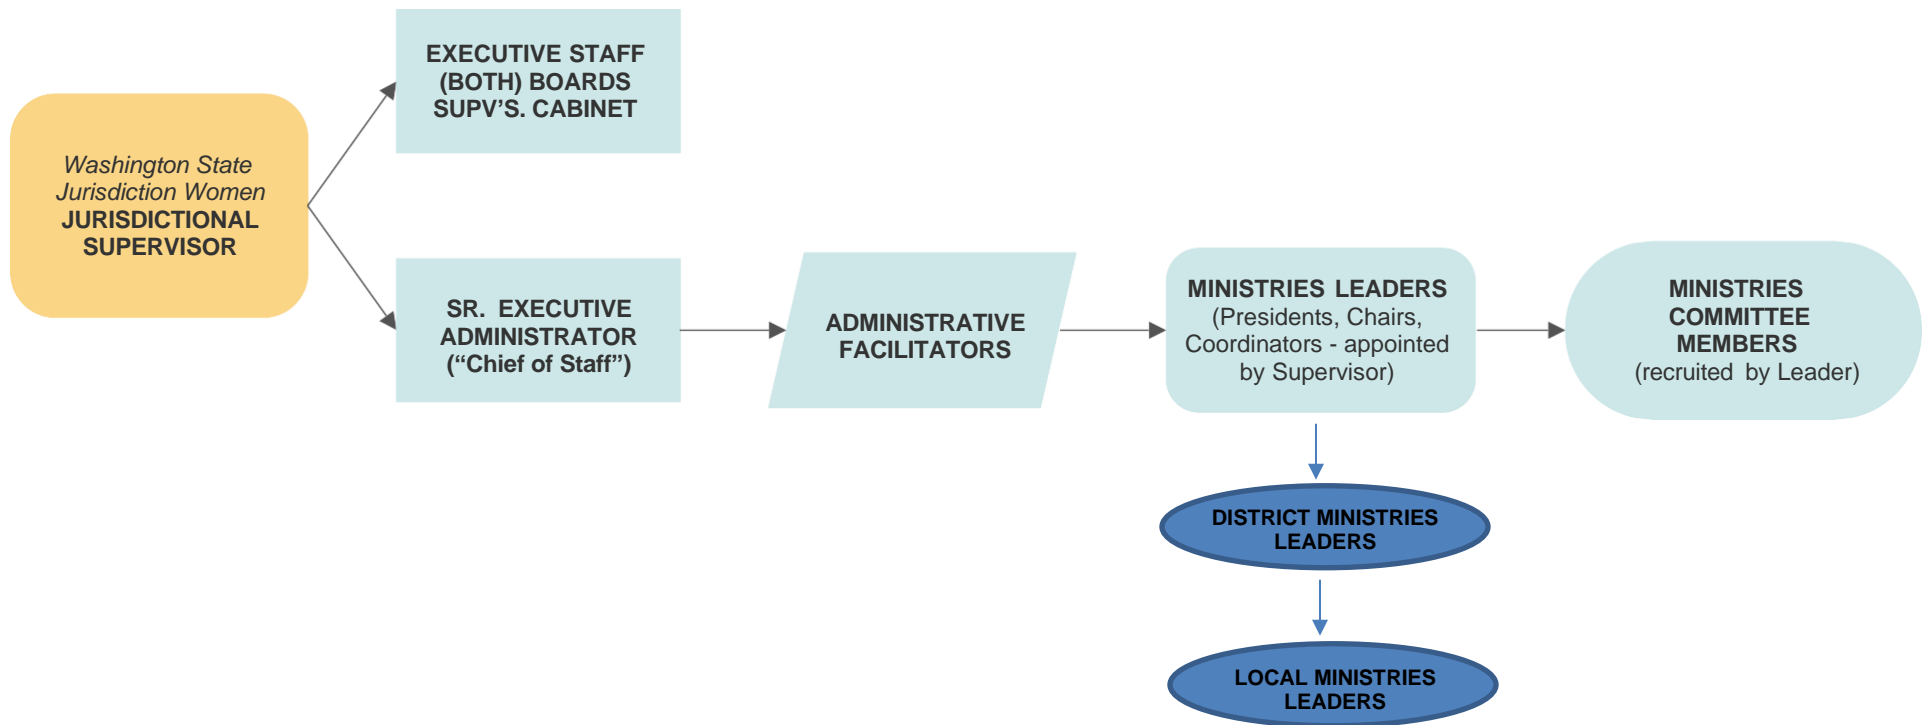 Washington State
Jurisdiction Women
JURISDICTIONAL
SUPERVISOR
EXECUTIVE STAFF
(BOTH) BOARDS
SUPV’S. CABINET
SR. EXECUTIVE
ADMINISTRATOR
(“Chief of Staff”)
ADMINISTRATIVE
FACILITATORS
MINISTRIES LEADERS
(Presidents, Chairs,
Coordinators - appointed
by Supervisor)
MINISTRIES
COMMITTEE
MEMBERS
(recruited by Leader)
DISTRICT MINISTRIES
LEADERS
LOCAL MINISTRIES
LEADERS